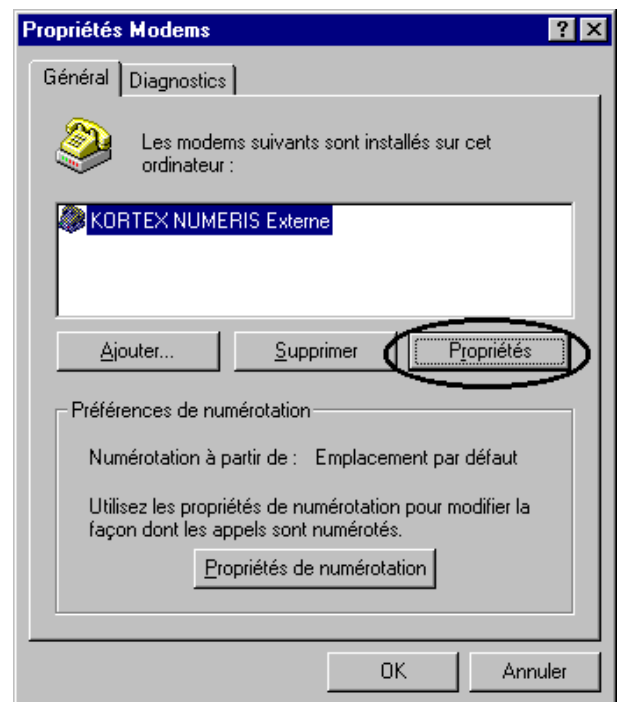 Propriétés Modems
Général
Diagnostics
Les modems suivants sont installés sur cet
ordinateur :
KORTEX NUMERIS Externe
Ajouter...
Supprimer
Propriétés
Préférences de numérotation
Numérotation à partir de : Emplacement par défaut
Utilisez les propriétés de numérotation pour modifier la
façon dont les appels sont numérotés.
Propriétés de numérotation
OK
Annuler